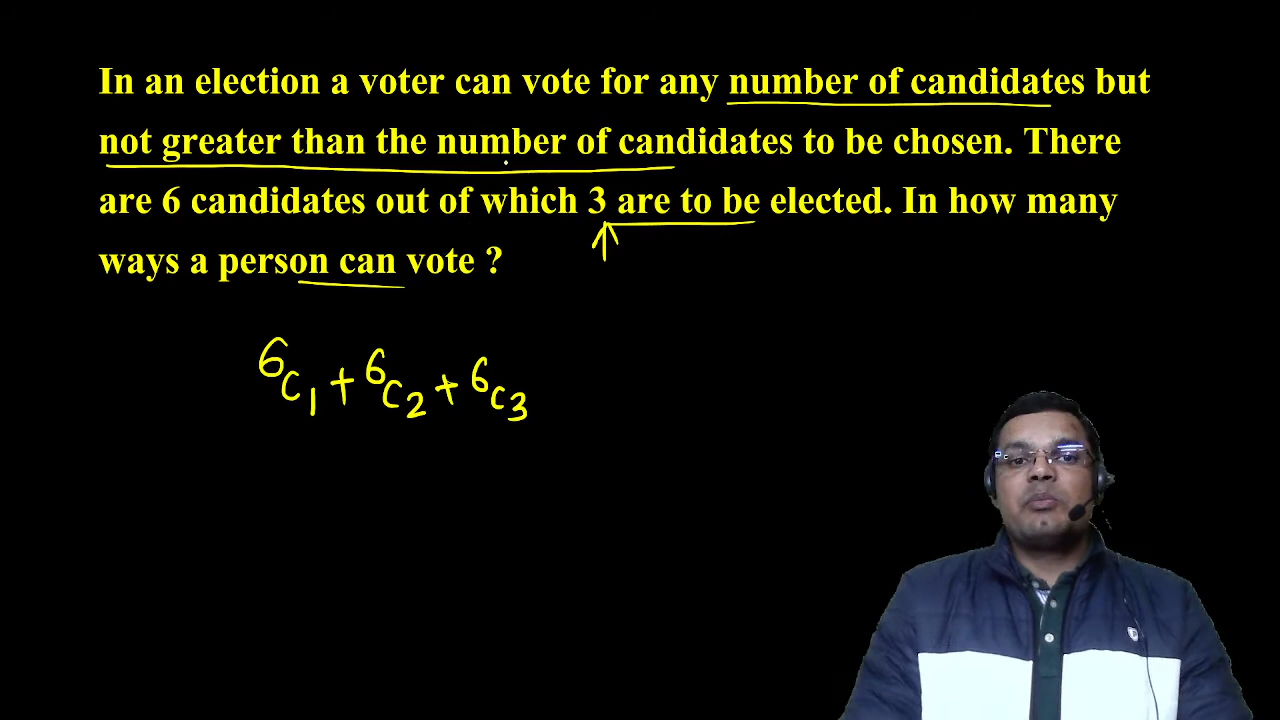 In an election a voter can vote for any number of candidates but
not greater than the number of candidates to be chosen. There
are 6 candidates out of which 3 are to be elected. In how many
ways a person can vote ?
⁶C₁ + ⁶C₂ + ⁶C₃